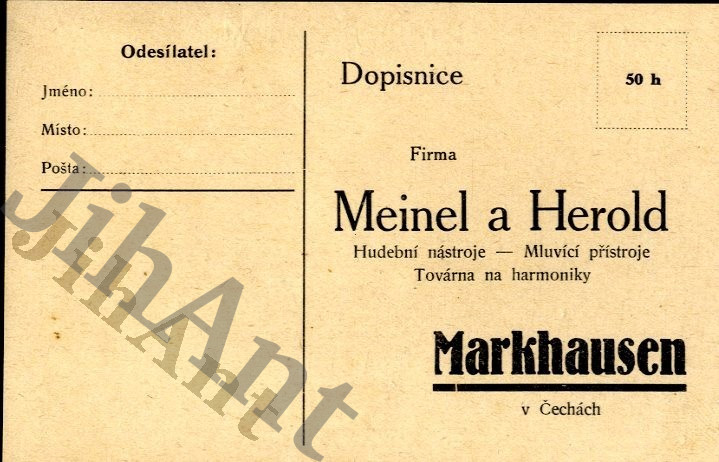 Odesílatel:
Jméno:
Místo:
Pošta:
Dopisnice
50 h
Firma
Meinel a Herold
Hudební nástroje — Mluvící přístroje
Továrna na harmoniky
Markhausen
v Čechách
JihAnt
JihAnt